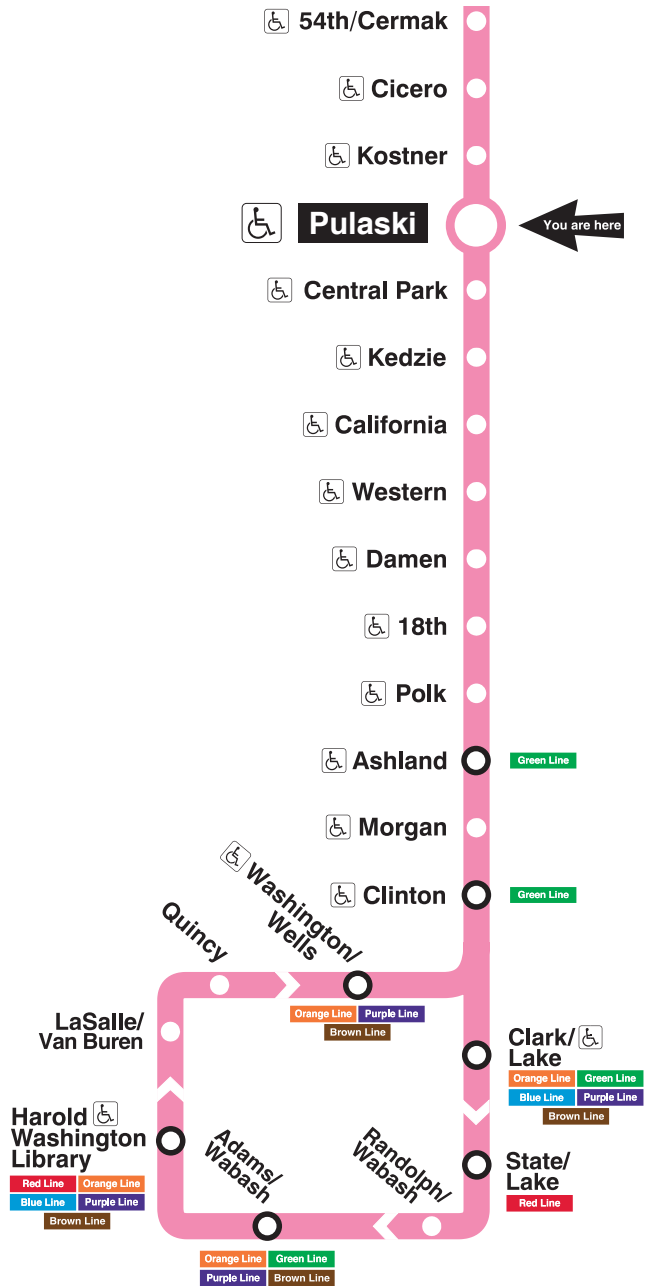 54th/Cermak
Cicero
Kostner
Pulaski
You are here
Central Park
Kedzie
California
Western
Damen
18th
Polk
Ashland
Green Line
Morgan
Clinton
Green Line
Washington/
Wells
Orange Line Purple Line
Brown Line
Quincy
LaSalle/
Van Buren
Clark/
Lake
Orange Line Green Line
Blue Line Purple Line
Brown Line
Harold
Washington
Library
Red Line Orange Line
Blue Line Purple Line
Brown Line
Adams/
Wabash
Orange Line Green Line
Purple Line Brown Line
Randolph/
Wabash
State/
Lake
Red Line